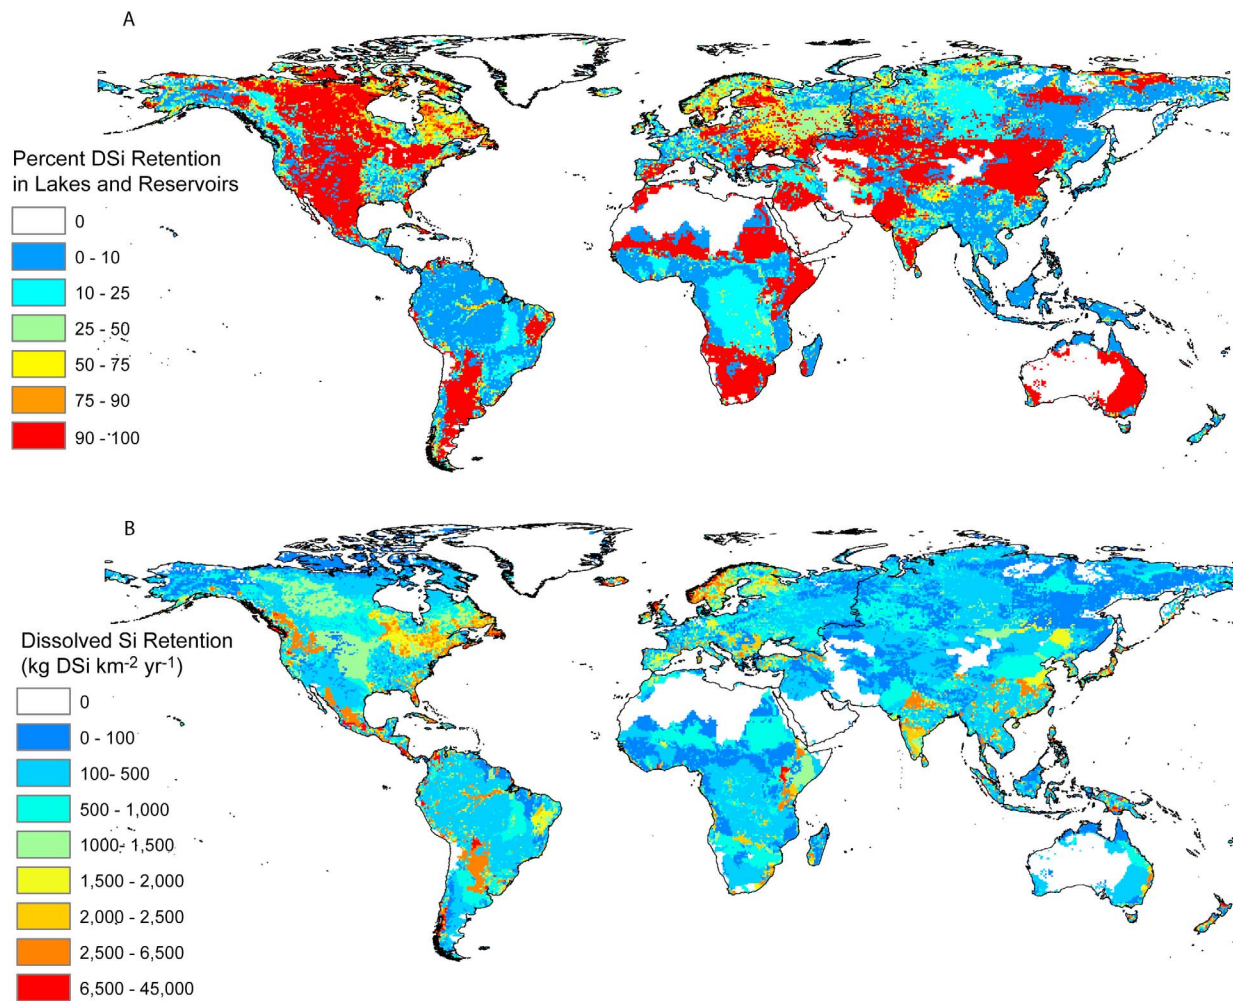 A
Percent DSi Retention
in Lakes and Reservoirs
0
0 - 10
10 - 25
25 - 50
50 - 75
75 - 90
90 - 100
B
Dissolved Si Retention
(kg DSi km-2 yr-1)
0
0 - 100
100- 500
500 - 1,000
1000- 1,500
1,500 - 2,000
2,000 - 2,500
2,500 - 6,500
6,500 - 45,000